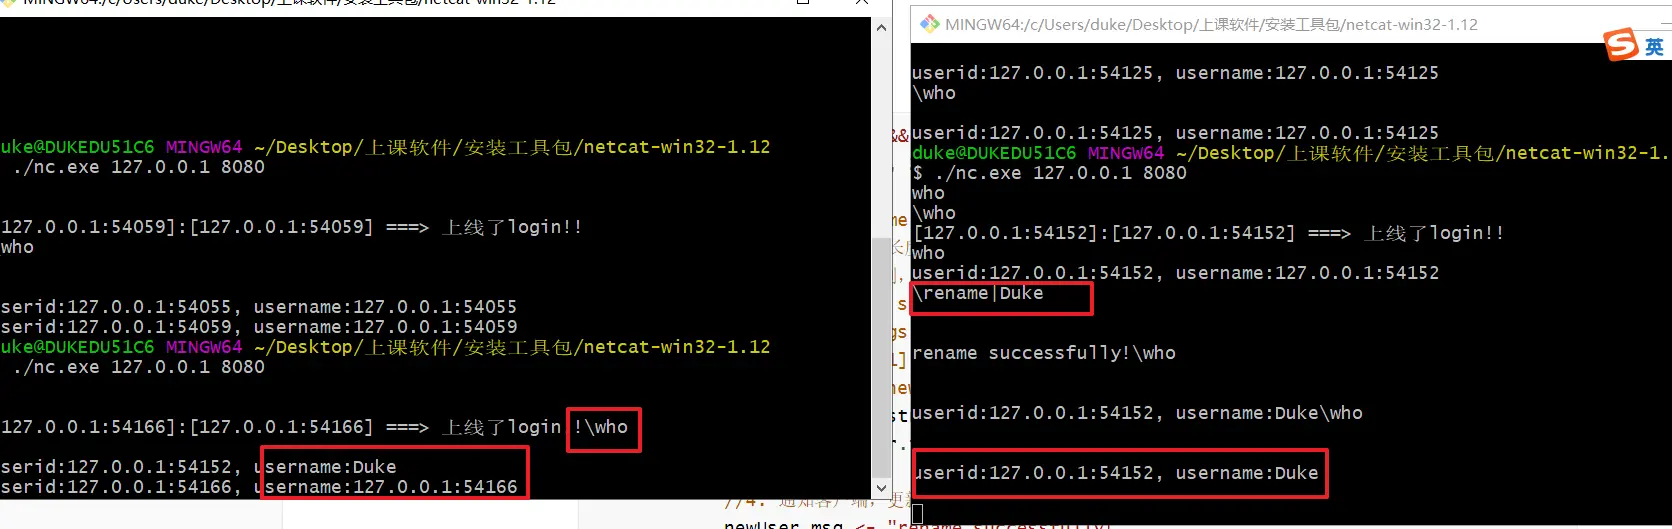 MINGW64:/c/Users/duke/Desktop/上课软件/安装工具包/netcat-win32-1.12
uke@DUKEDU51C6 MINGW64 ~/Desktop/上课软件/安装工具包/netcat-win32-1.12
./nc.exe 127.0.0.1 8080
127.0.0.1:54059]:[127.0.0.1:54059] ===> 上线了login!!
who
serid:127.0.0.1:54055, username:127.0.0.1:54055
serid:127.0.0.1:54059, username:127.0.0.1:54059
uke@DUKEDU51C6 MINGW64 ~/Desktop/上课软件/安装工具包/netcat-win32-1.12
./nc.exe 127.0.0.1 8080
127.0.0.1:54166]:[127.0.0.1:54166] ===> 上线了login!\who
serid:127.0.0.1:54152, username:Duke
serid:127.0.0.1:54166, username:127.0.0.1:54166
MINGW64:/c/Users/duke/Desktop/上课软件/安装工具包/netcat-win32-1.12
英
userid:127.0.0.1:54125, username:127.0.0.1:54125
\who
userid:127.0.0.1:54125, username:127.0.0.1:54125
duke@DUKEDU51C6 MINGW64 ~/Desktop/上课软件/安装工具包/netcat-win32-1.
$ ./nc.exe 127.0.0.1 8080
who
\who
[127.0.0.1:54152]:[127.0.0.1:54152] ===> 上线了login!!
who
userid:127.0.0.1:54152, username:127.0.0.1:54152
\rename|Duke
rename successfully!\who
userid:127.0.0.1:54152, username:Duke\who
userid:127.0.0.1:54152, username:Duke
&&
//4. 通知客户端，更
newUser.msg <- "rename successfully!